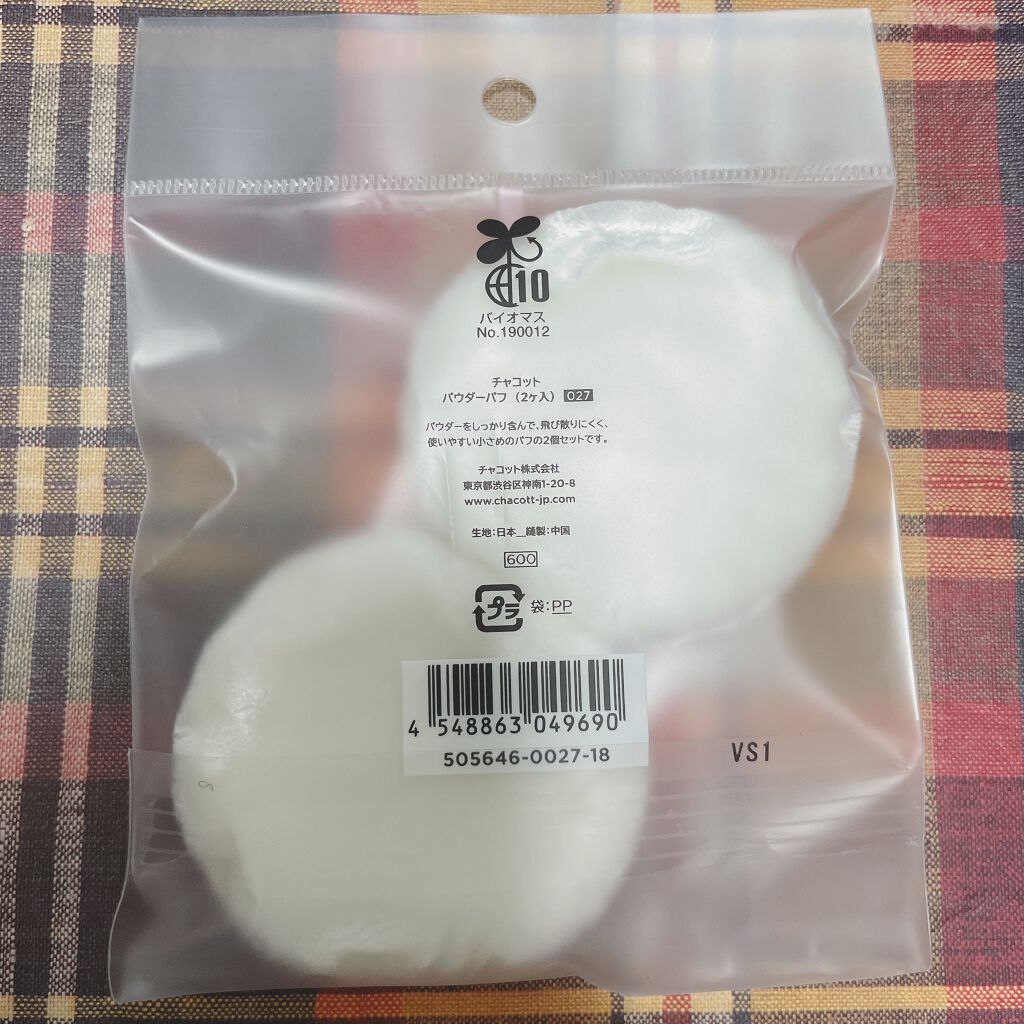 10
バイオマス
No.190012
チャコット
パウダーパフ（2ヶ入） 027
パウダーをしっかり含んで、飛び散りにくく、
使いやすい小さめのパフの2個セットです。
チャコット株式会社
東京都渋谷区神南1-20-8
www.chacott-jp.com
生地：日本＿縫製：中国
600
プラ 袋：PP
4 548863 049690
505646-0027-18
VS1